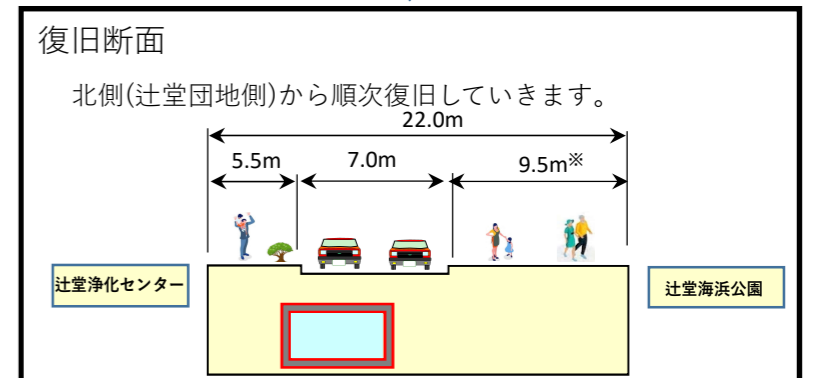 復旧断面
北側(辻堂団地側)から順次復旧していきます。
22.0m
5.5m
7.0m
9.5m※
辻堂浄化センター
辻堂海浜公園